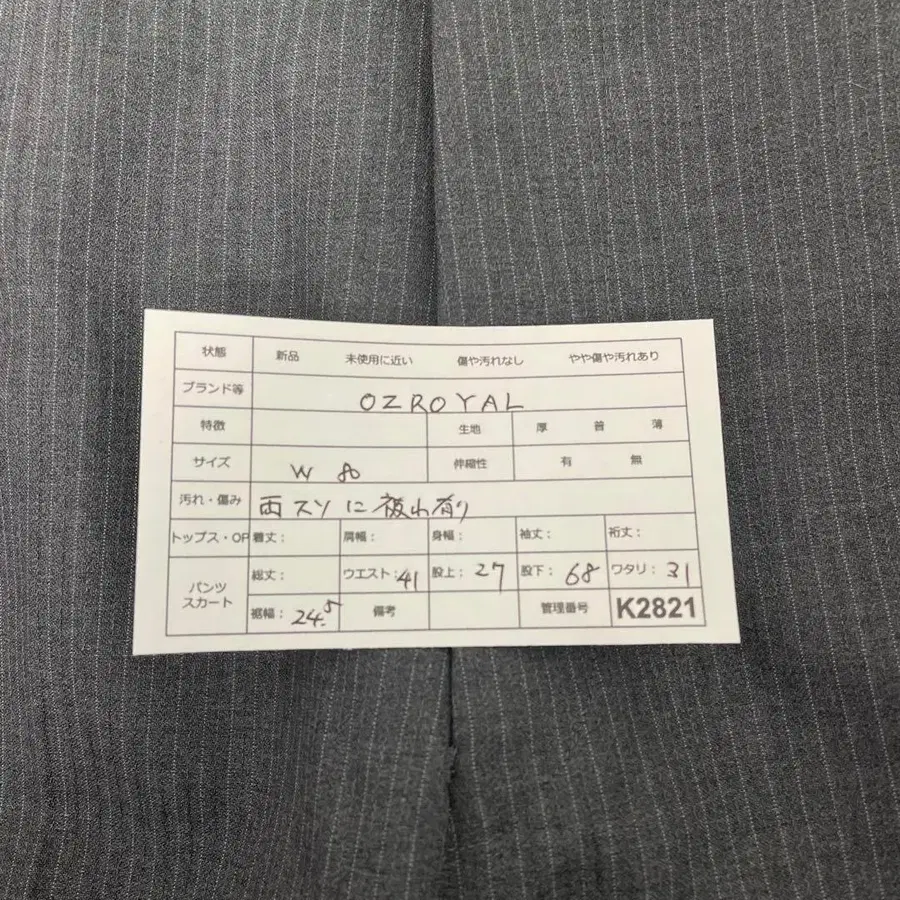 状態 新品 未使用に近い 傷や汚れなし やや傷や汚れあり
ブランド等 OZROYAL
特徴 生地 厚 普 薄
サイズ W 80 伸縮性 有 無
汚れ・傷み 両スソに破れ有り
トップス・OP 着丈: 肩幅: 身幅: 袖丈: 裄丈:
パンツ スカート 総丈: ウエスト: 41 股上: 27 股下: 68 ワタリ: 31
裾幅: 24.5 備考 管理番号 K2821